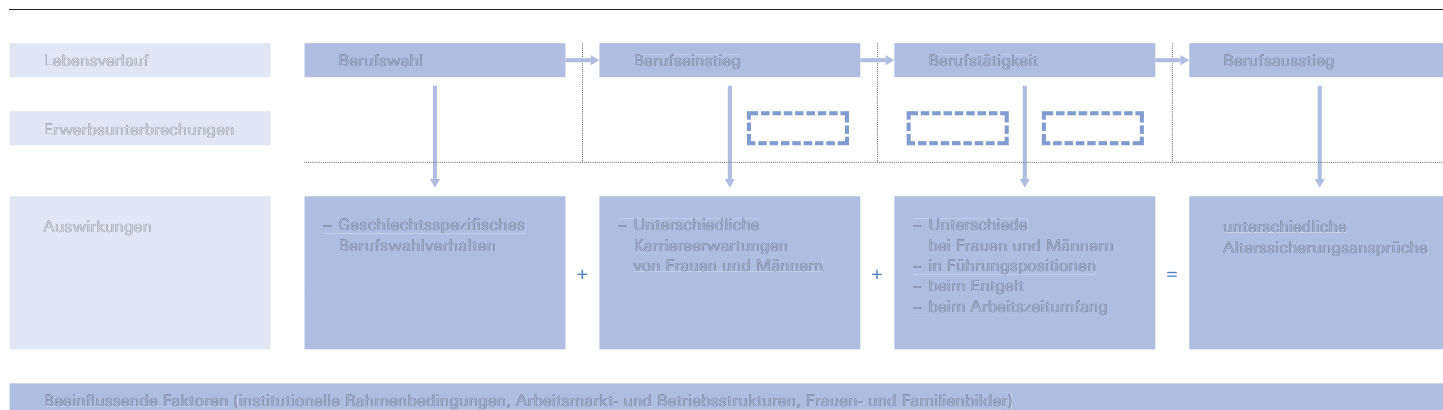 Lebensverlauf
Berufswahl
Berufseinstieg
Berufstätigkeit
Berufsausstieg
Erwerbsunterbrechungen
Auswirkungen
– Geschlechtsspezifisches
Berufswahlverhalten
+
– Unterschiedliche
Karriereerwartungen
von Frauen und Männern
+
– Unterschiede
bei Frauen und Männern
– in Führungspositionen
– beim Entgelt
– beim Arbeitszeitumfang
=
unterschiedliche
Alterssicherungsansprüche
Beeinflussende Faktoren (institutionelle Rahmenbedingungen, Arbeitsmarkt- und Betriebsstrukturen, Frauen- und Familienbilder)